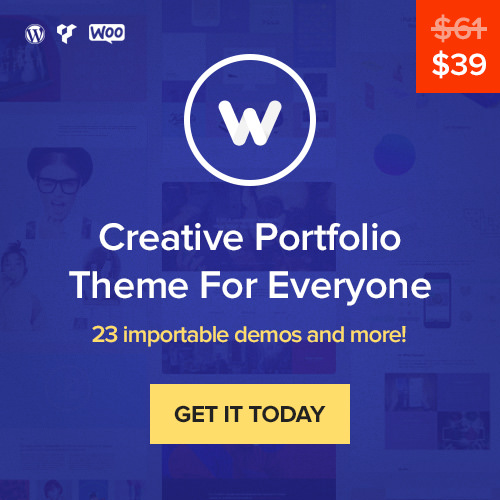 WOO
$61
$39
W
Creative Portfolio
Theme For Everyone
23 importable demos and more!
GET IT TODAY